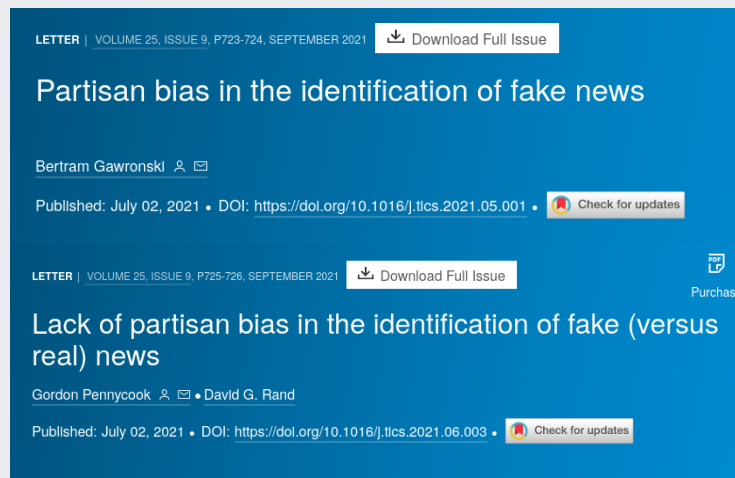 LETTER | VOLUME 25, ISSUE 9, P723-724, SEPTEMBER 2021 Download Full Issue
Partisan bias in the identification of fake news
Bertram Gawronski
Published: July 02, 2021 • DOI: https://doi.org/10.1016/j.tics.2021.05.001 • Check for updates
PDF
LETTER | VOLUME 25, ISSUE 9, P725-726, SEPTEMBER 2021 Download Full Issue
Purchas
Lack of partisan bias in the identification of fake (versus
real) news
Gordon Pennycook • David G. Rand
Published: July 02, 2021 • DOI: https://doi.org/10.1016/j.tics.2021.06.003 • Check for updates